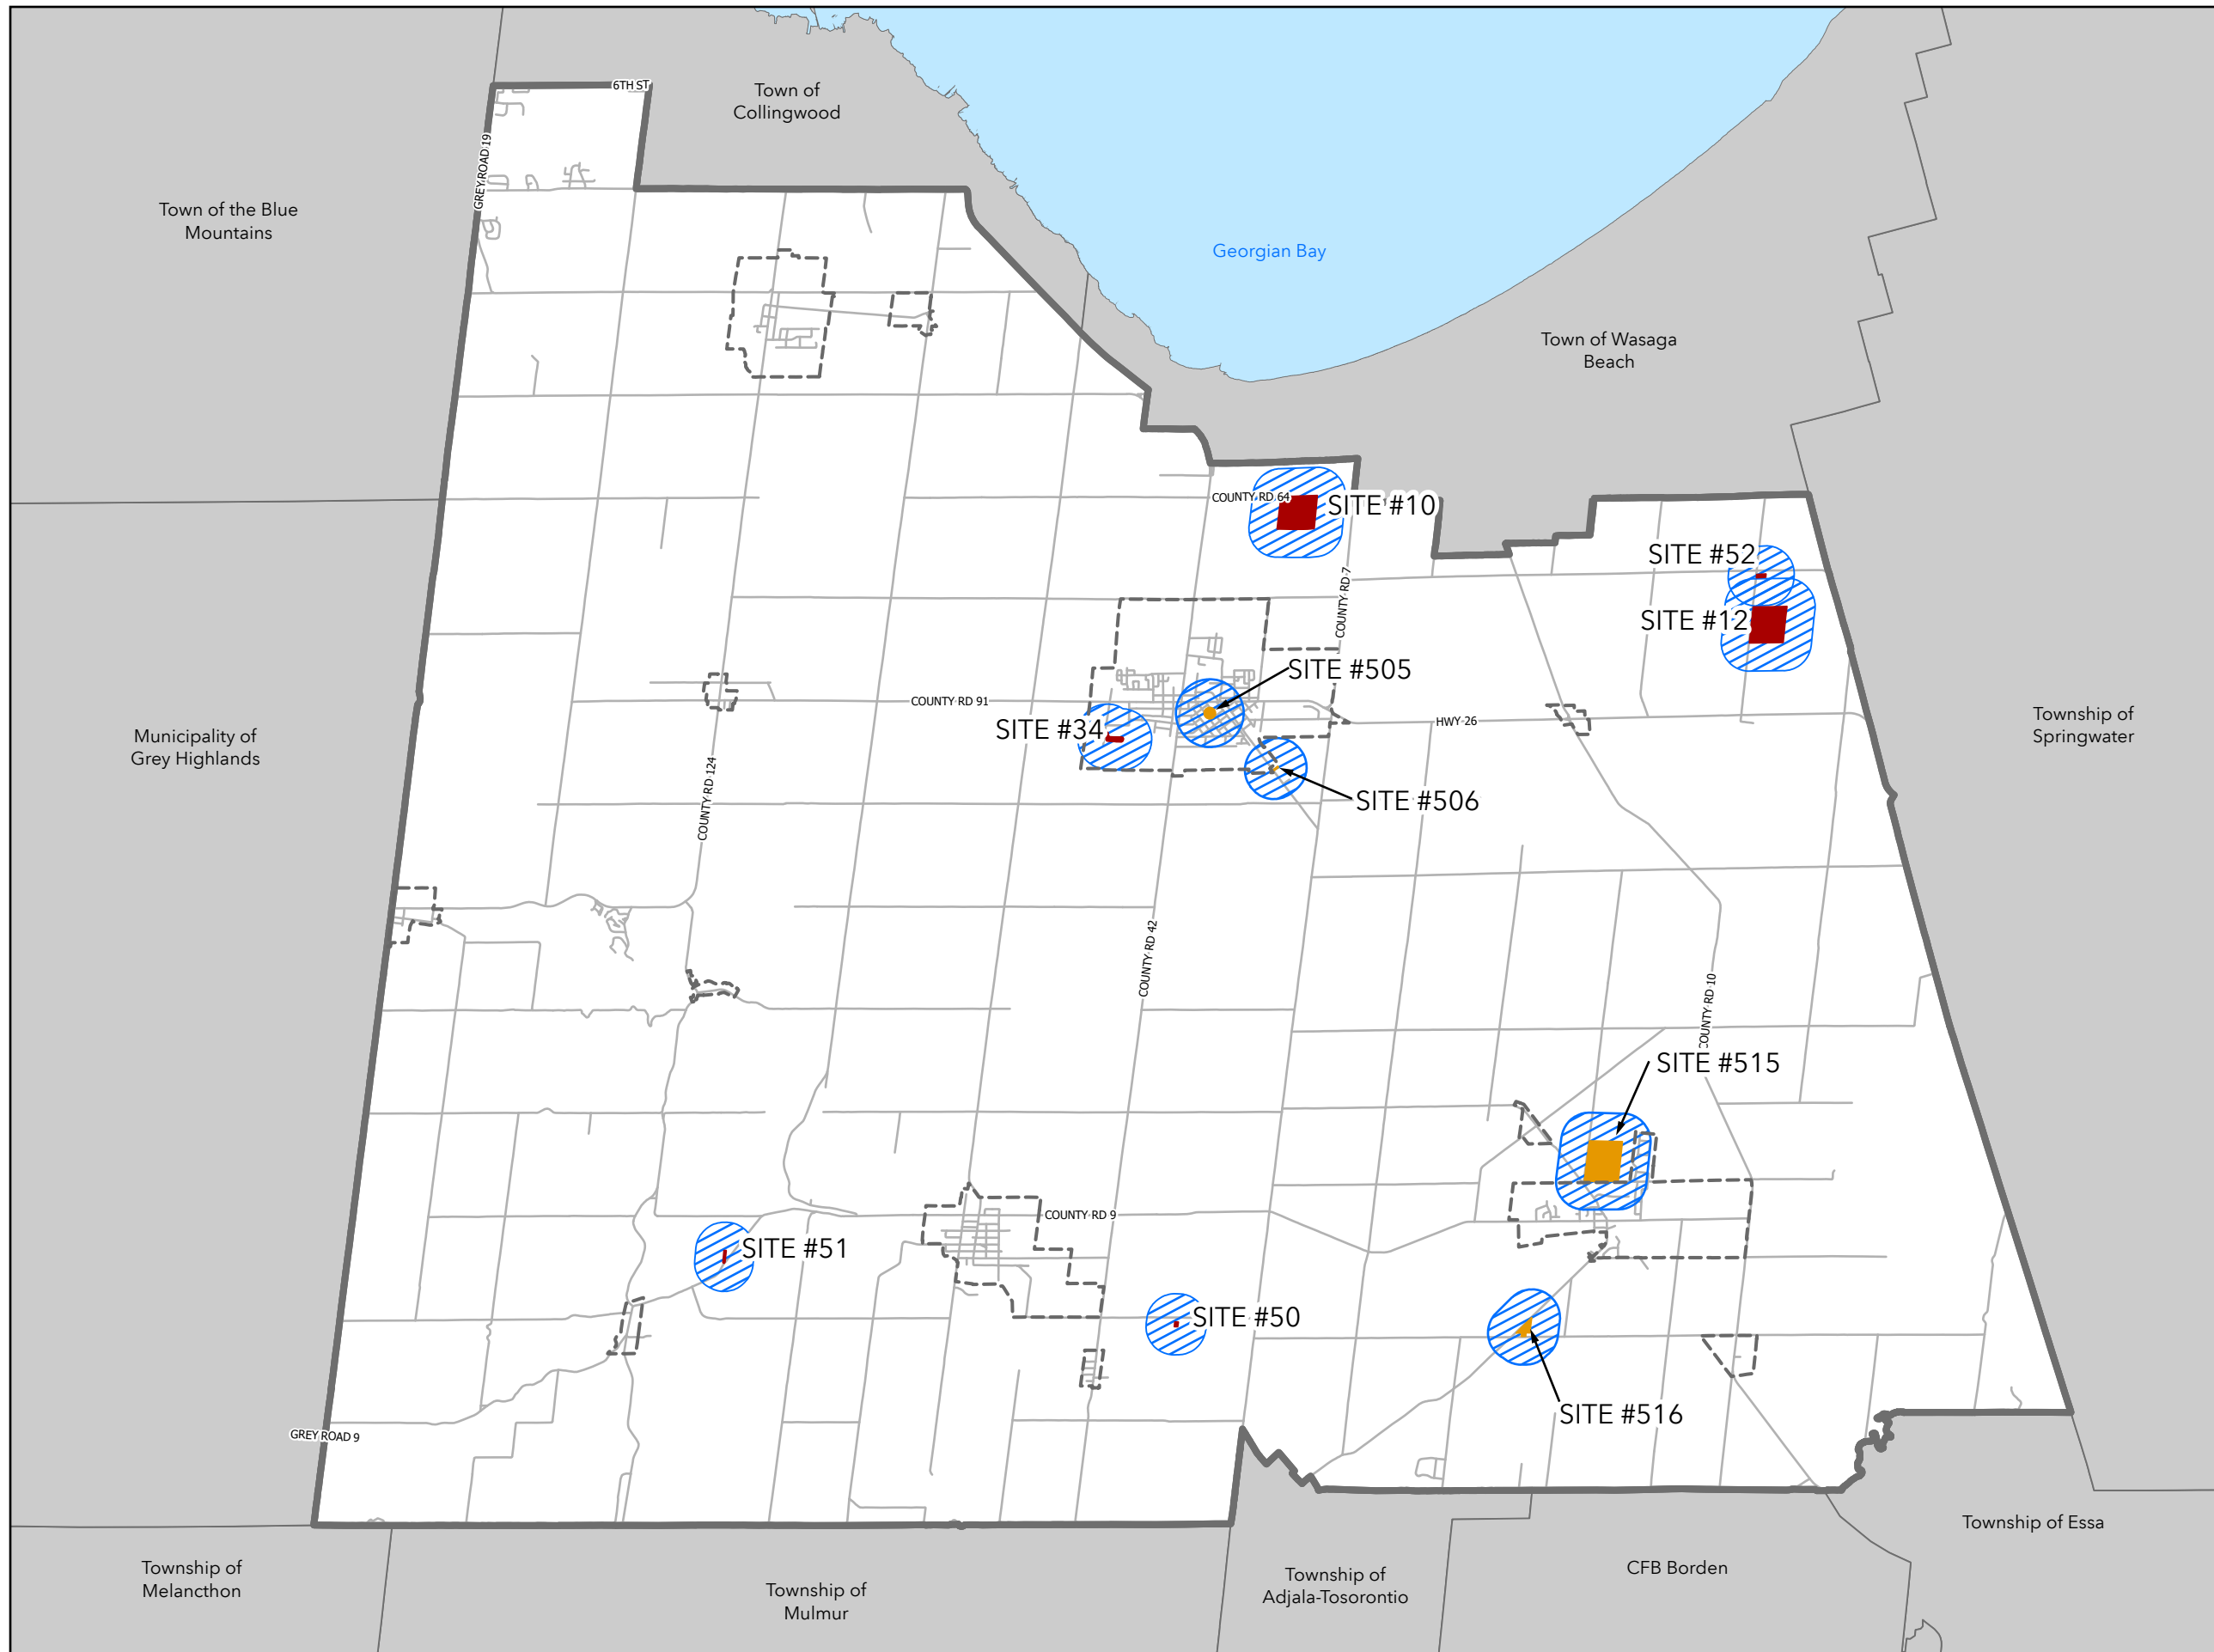 6TH ST
Town of
Collingwood
GREY ROAD 19
Town of the Blue
Mountains
Georgian Bay
Town of Wasaga
Beach
COUNTY RD 64
SITE #10
SITE #52
COUNTY RD 7
SITE #12
SITE #505
COUNTY RD 91
SITE #34
HWY 26
Township of
Springwater
Municipality of
Grey Highlands
COUNTY RD 124
SITE #506
COUNTY RD 42
COUNTY RD 10
SITE #515
COUNTY RD 9
SITE #51
SITE #50
SITE #516
GREY ROAD 9
Township of Essa
Township of
Melancthon
Township of
Mulmur
Township of
Adjala-Tosorontio
CFB Borden